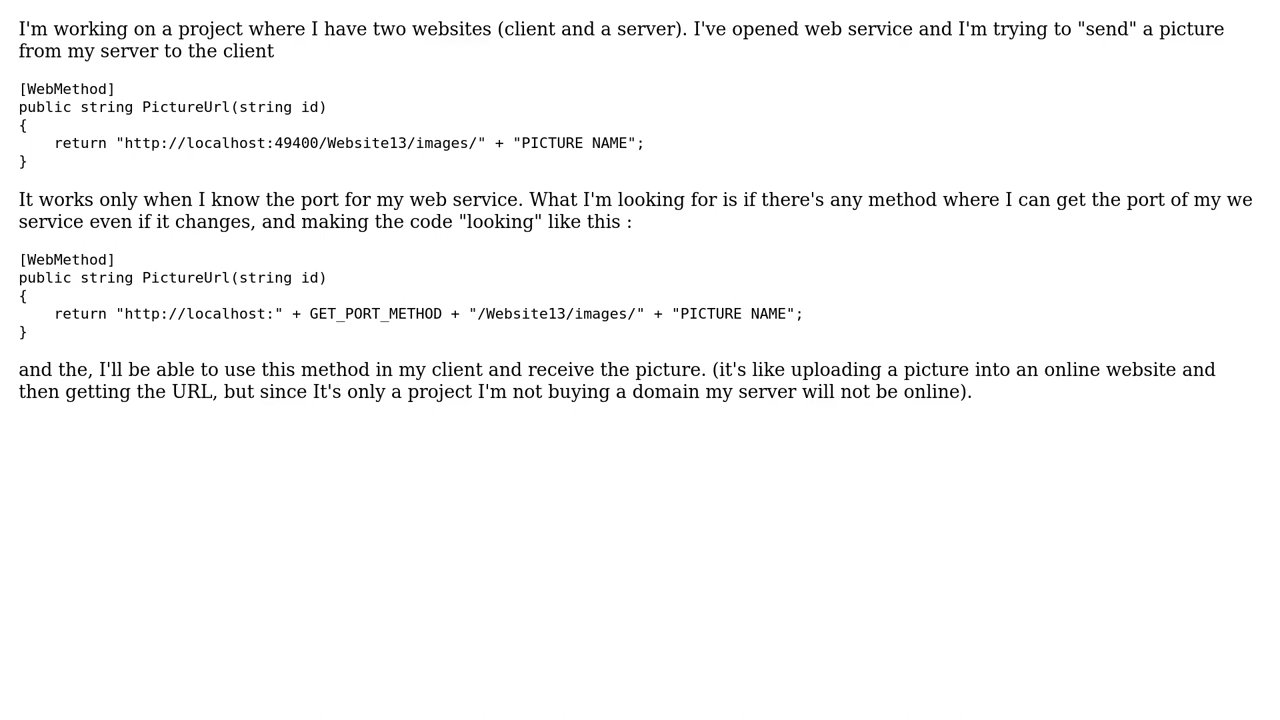 I'm working on a project where I have two websites (client and a server). I've opened web service and I'm trying to "send" a picture
from my server to the client
[WebMethod]
public string PictureUrl(string id)
{
    return "http://localhost:49400/Website13/images/" + "PICTURE NAME";
}
It works only when I know the port for my web service. What I'm looking for is if there's any method where I can get the port of my we
service even if it changes, and making the code "looking" like this :
[WebMethod]
public string PictureUrl(string id)
{
    return "http://localhost:" + GET_PORT_METHOD + "/Website13/images/" + "PICTURE NAME";
}
and the, I'll be able to use this method in my client and receive the picture. (it's like uploading a picture into an online website and
then getting the URL, but since It's only a project I'm not buying a domain my server will not be online).